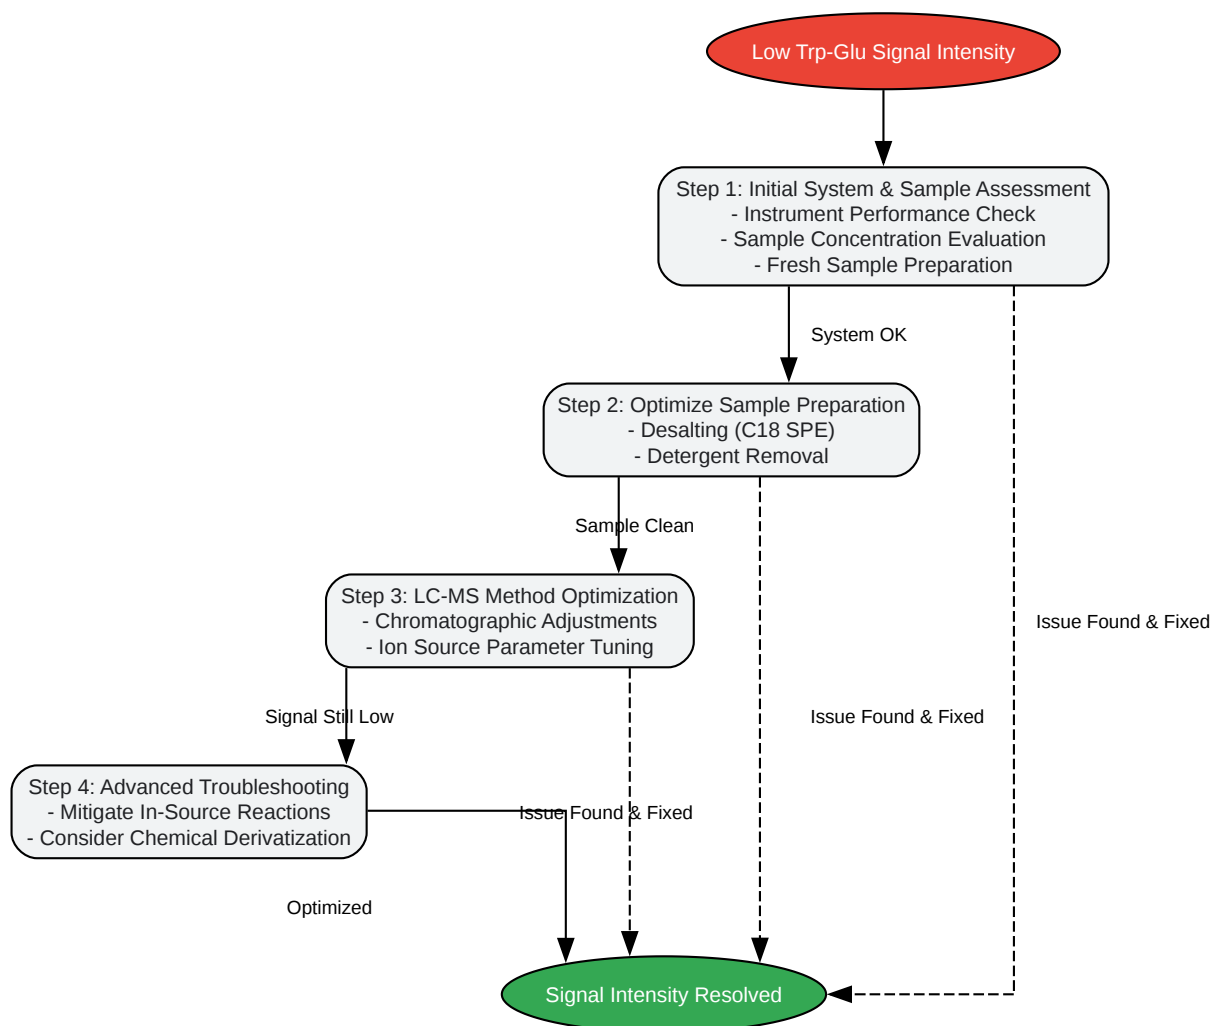 Low Trp-Glu Signal Intensity
Step 1: Initial System & Sample Assessment
- Instrument Performance Check
- Sample Concentration Evaluation
- Fresh Sample Preparation
System OK
Step 2: Optimize Sample Preparation
- Desalting (C18 SPE)
- Detergent Removal
Sample Clean
Step 3: LC-MS Method Optimization
- Chromatographic Adjustments
- Ion Source Parameter Tuning
Issue Found & Fixed
Signal Still Low
Issue Found & Fixed
Step 4: Advanced Troubleshooting
- Mitigate In-Source Reactions
- Consider Chemical Derivatization
Issue Found & Fixed
Optimized
Signal Intensity Resolved